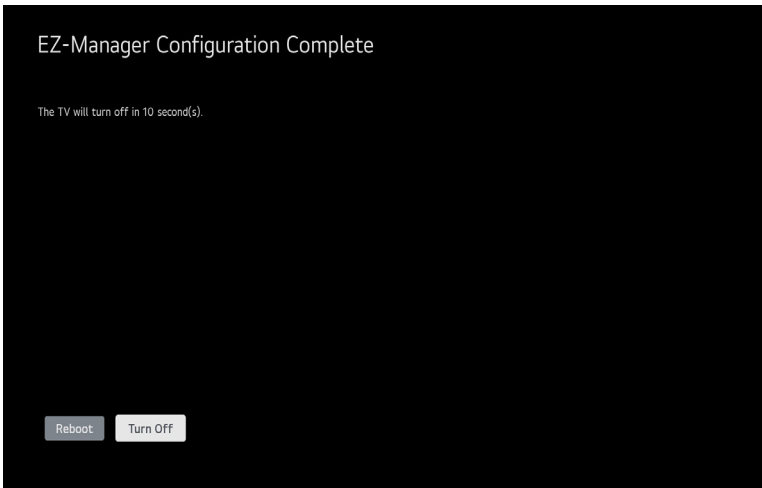 EZ-Manager Configuration Complete
The TV will turn off in 10 second(s).
Reboot
Turn Off